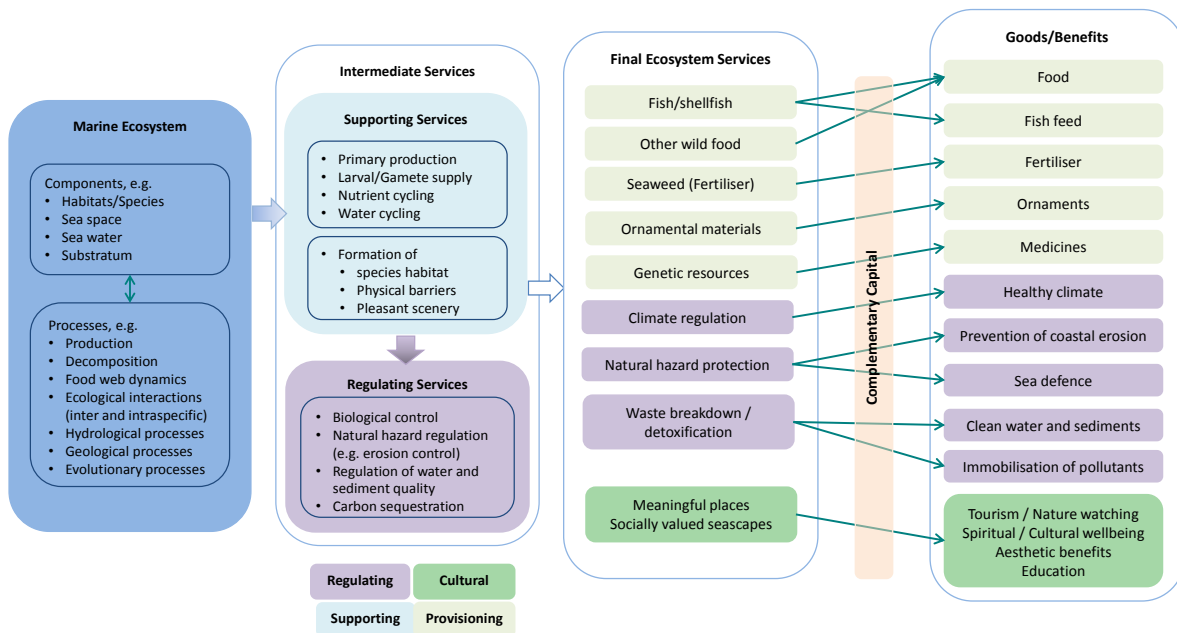 Marine Ecosystem
Components, e.g.
• Habitats/Species
• Sea space
• Sea water
• Substratum
Processes, e.g.
• Production
• Decomposition
• Food web dynamics
• Ecological interactions
(inter and intraspecific)
• Hydrological processes
• Geological processes
• Evolutionary processes
Intermediate Services
Supporting Services
• Primary production
• Larval/Gamete supply
• Nutrient cycling
• Water cycling
• Formation of
• species habitat
• Physical barriers
• Pleasant scenery
Regulating Services
• Biological control
• Natural hazard regulation
(e.g. erosion control)
• Regulation of water and
sediment quality
• Carbon sequestration
Regulating
Cultural
Supporting
Provisioning
Final Ecosystem Services
Fish/shellfish
Other wild food
Seaweed (Fertiliser)
Ornamental materials
Genetic resources
Climate regulation
Natural hazard protection
Waste breakdown /
detoxification
Meaningful places
Socially valued seascapes
Complementary Capital
Goods/Benefits
Food
Fish feed
Fertiliser
Ornaments
Medicines
Healthy climate
Prevention of coastal erosion
Sea defence
Clean water and sediments
Immobilisation of pollutants
Tourism / Nature watching
Spiritual / Cultural wellbeing
Aesthetic benefits
Education